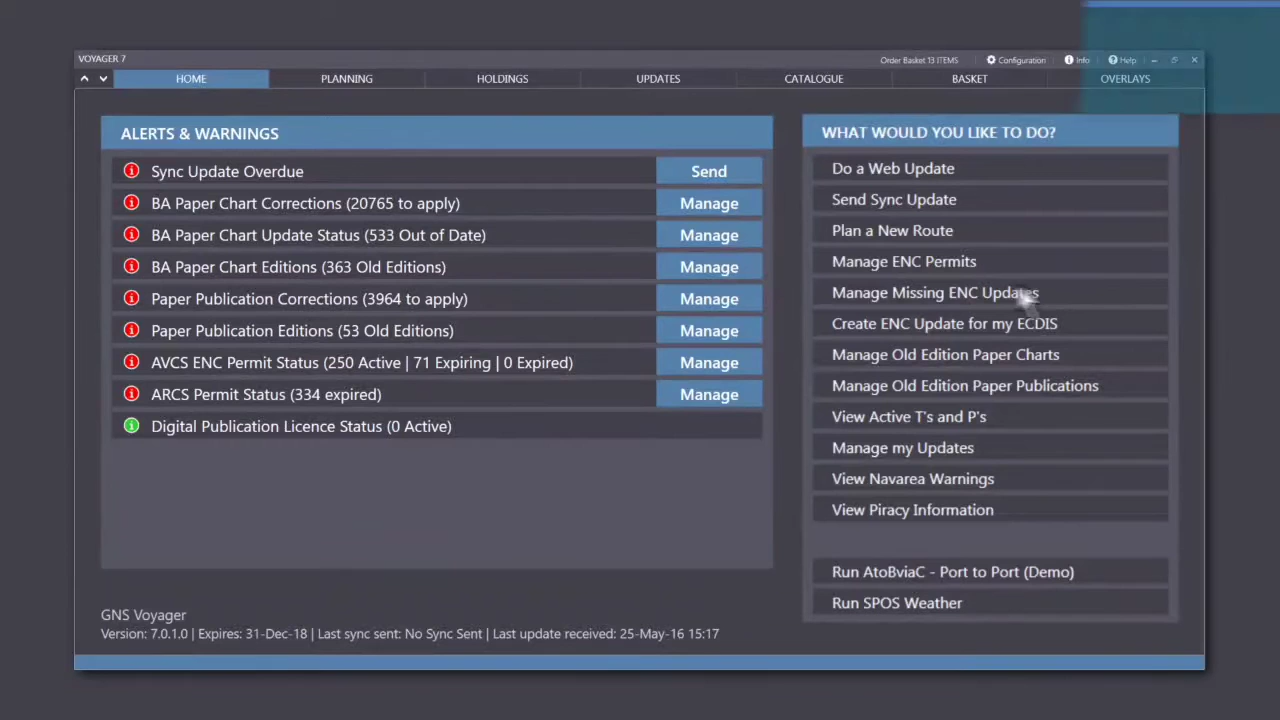 VOYAGER 7
Order Basket 13 ITEMS
Configuration
Info
Help
HOME
PLANNING
HOLDINGS
UPDATES
CATALOGUE
BASKET
OVERLAYS
ALERTS & WARNINGS
Sync Update Overdue
Send
BA Paper Chart Corrections (20765 to apply)
Manage
BA Paper Chart Update Status (533 Out of Date)
Manage
BA Paper Chart Editions (363 Old Editions)
Manage
Paper Publication Corrections (3964 to apply)
Manage
Paper Publication Editions (53 Old Editions)
Manage
AVCS ENC Permit Status (250 Active | 71 Expiring | 0 Expired)
Manage
ARCS Permit Status (334 expired)
Manage
Digital Publication Licence Status (0 Active)
WHAT WOULD YOU LIKE TO DO?
Do a Web Update
Send Sync Update
Plan a New Route
Manage ENC Permits
Manage Missing ENC Updates
Create ENC Update for my ECDIS
Manage Old Edition Paper Charts
Manage Old Edition Paper Publications
View Active T's and P's
Manage my Updates
View Navarea Warnings
View Piracy Information
Run AtoBviaC - Port to Port (Demo)
Run SPOS Weather
GNS Voyager
Version: 7.0.1.0 | Expires: 31-Dec-18 | Last sync sent: No Sync Sent | Last update received: 25-May-16 15:17